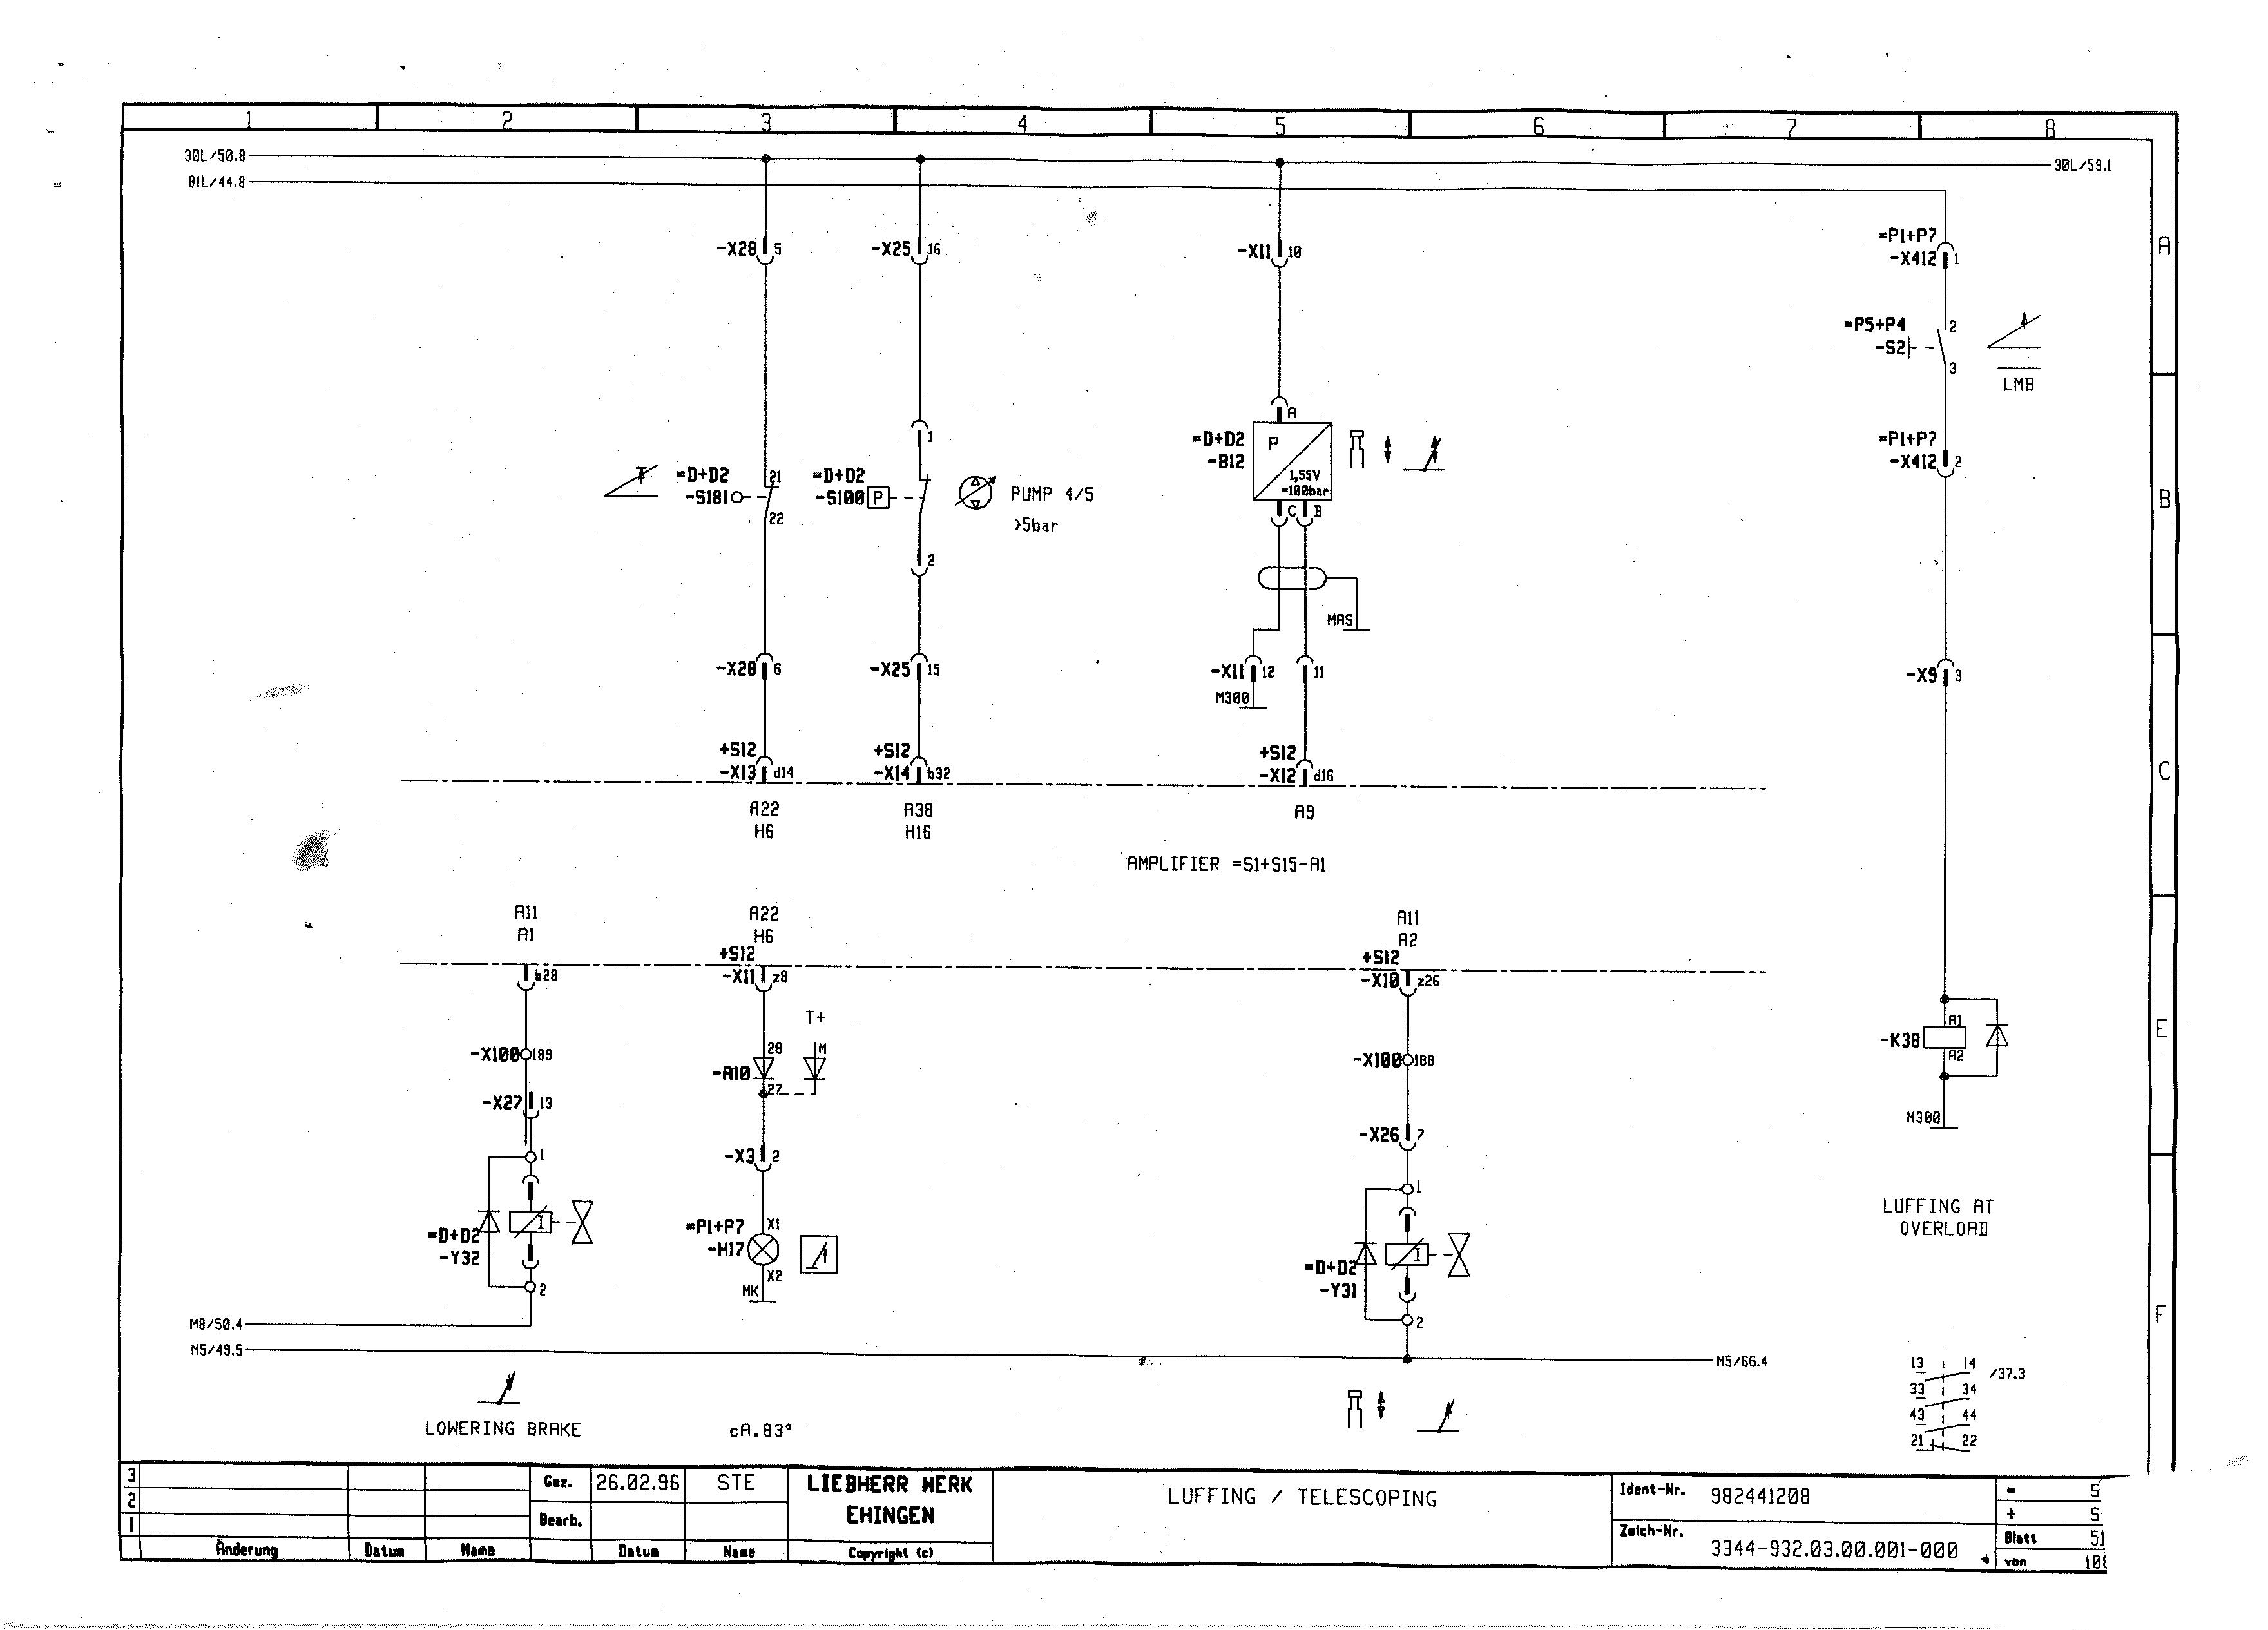 1 2 3 4 5 6 7 8
30L/50.8
30L/59.1
81L/44.8
-X28 5
-X25 16
-X11 10
=P1+P7
-X412 1
A
=P5+P4
-S2
2
3
LMB
=D+D2
-S181
21
22
=D+D2
-S100
P
1
2
PUMP 4/5
>5bar
=D+D2
-B12
A
P
1,55V
=100bar
C B
=P1+P7
-X412 2
B
MAS
-X28 6
-X25 15
-X11 12
11
M300
-X9 3
+S12
-X13 d14
+S12
-X14 b32
+S12
-X12 d16
C
A22
H6
A38
H16
A9
AMPLIFIER =S1+S15-A1
A11
A1
A22
H6
A11
A2
b28
+S12
-X11 z8
+S12
-X10 z26
T+
-X100 189
28
-A10
M
27
-X100 188
-K38
A1
A2
E
-X27 13
M300
-X3 2
-X26 7
1
=D+D2
-Y32
I
2
=P1+P7
-H17
X1
X2
MK
1
=D+D2
-Y31
I
2
LUFFING AT
OVERLOAD
F
M8/50.4
M5/49.5
M5/66.4
13 14 /37.3
33 34
43 44
21 22
LOWERING BRAKE
cA.83°
3
2
1
Änderung
Datum
Name
Gez.
26.02.96
STE
Bearb.
Datum
Name
LIEBHERR WERK
EHINGEN
Copyright (c)
LUFFING / TELESCOPING
Ident-Nr. 982441208
Zeich-Nr.
3344-932.03.00.001-000
= S
+ S
Blatt 51
von